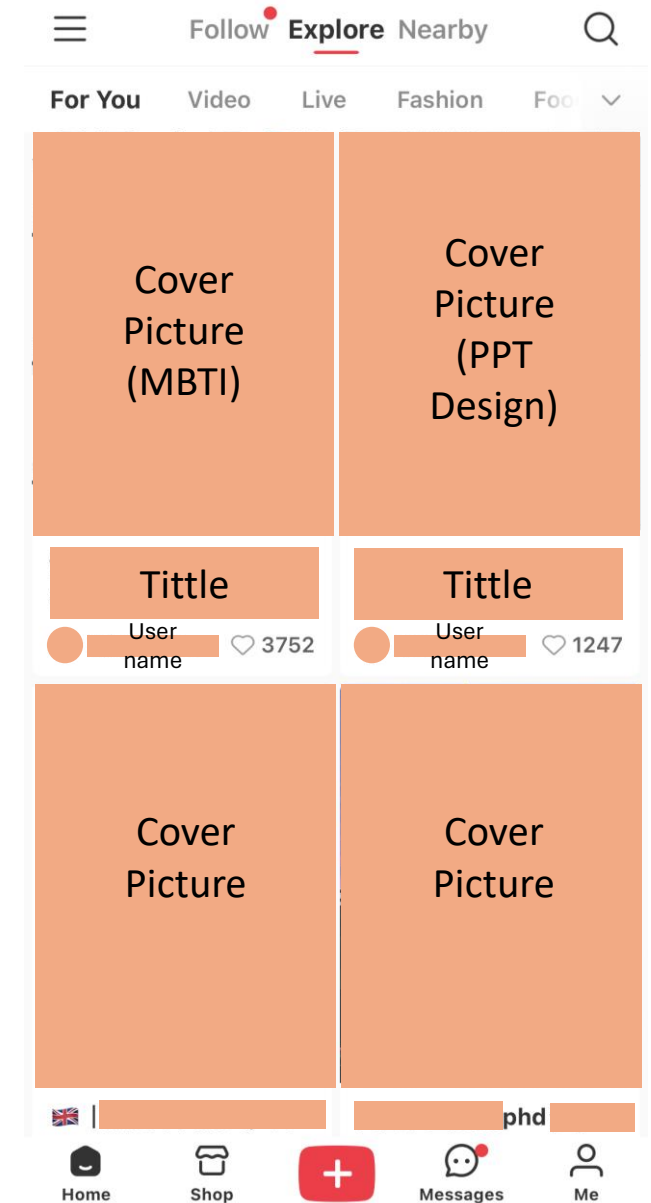 Follow Explore Nearby
For You Video Live Fashion Foo
Cover
Picture
(MBTI)
Cover
Picture
(PPT
Design)
Tittle
Tittle
User
name
3752
User
name
1247
Cover
Picture
Cover
Picture
🇬🇧 |
phd
Home Shop Messages Me